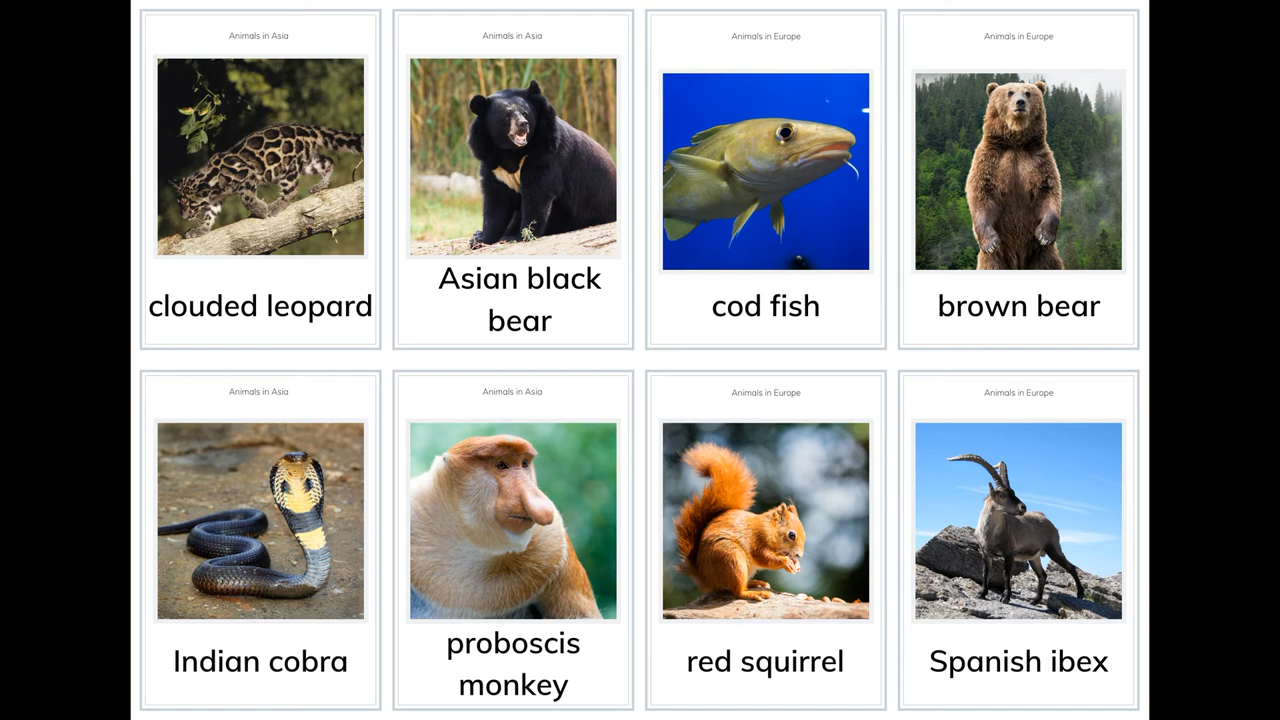 Animals in Asia
clouded leopard
Animals in Asia
Asian black
bear
Animals in Europe
cod fish
Animals in Europe
brown bear
Animals in Asia
Indian cobra
Animals in Asia
proboscis
monkey
Animals in Europe
red squirrel
Animals in Europe
Spanish ibex